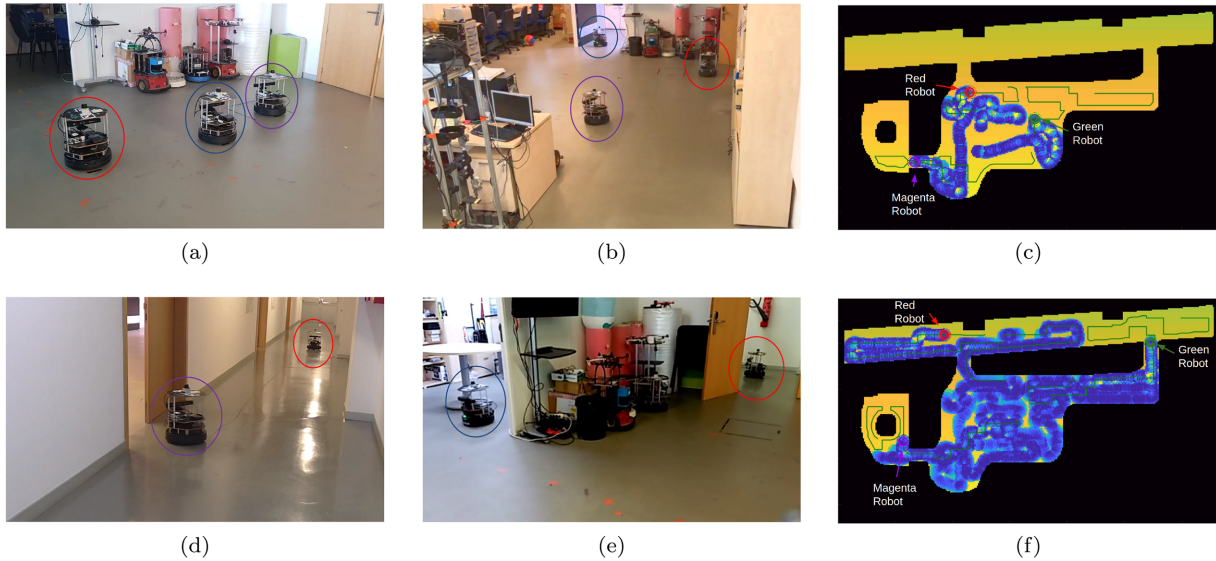 Red
Robot
Green
Robot
Magenta
Robot
(a)
(b)
(c)
Red
Robot
Green
Robot
Magenta
Robot
(d)
(e)
(f)